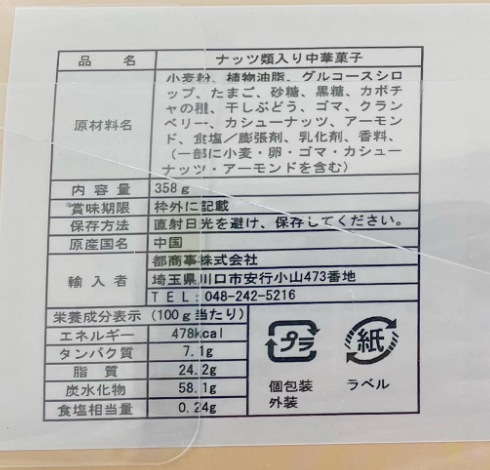 品名 ナッツ類入り中華菓子
原材料名 小麦粉、植物油脂、グルコースシロ
ップ、たまご、砂糖、黒糖、カボチ
ャの種、干しぶどう、ゴマ、クラン
ベリー、カシューナッツ、アーモン
ド、食塩／膨張剤、乳化剤、香料、
（一部に小麦・卵・ゴマ・カシュー
ナッツ・アーモンドを含む）
内容量 358g
賞味期限 枠外に記載
保存方法 直射日光を避け、保存してください。
原産国名 中国
輸入者 都商事株式会社
埼玉県川口市安行小山473番地
TEL:048-242-5216
栄養成分表示（100g当たり）
エネルギー 478kcal
タンパク質 7.1g
脂質 24.2g
炭水化物 58.1g
食塩相当量 0.24g
プラ
個包装
外装
紙
ラベル